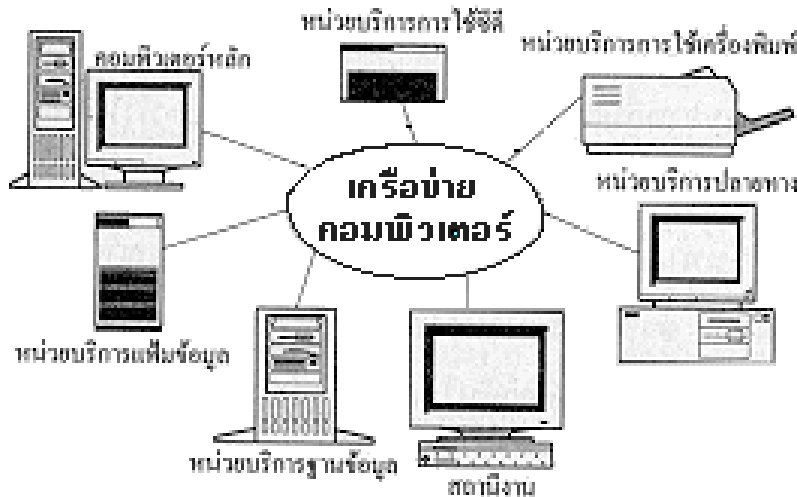 หน่วยบริการการใช้ซีดี
คอมพิวเตอร์หลัก
หน่วยบริการการใช้เครื่องพิมพ์
เครือข่าย
คอมพิวเตอร์
หน่วยบริการปลายทาง
หน่วยบริการแฟ้มข้อมูล
หน่วยบริการฐานข้อมูล
สถานีงาน